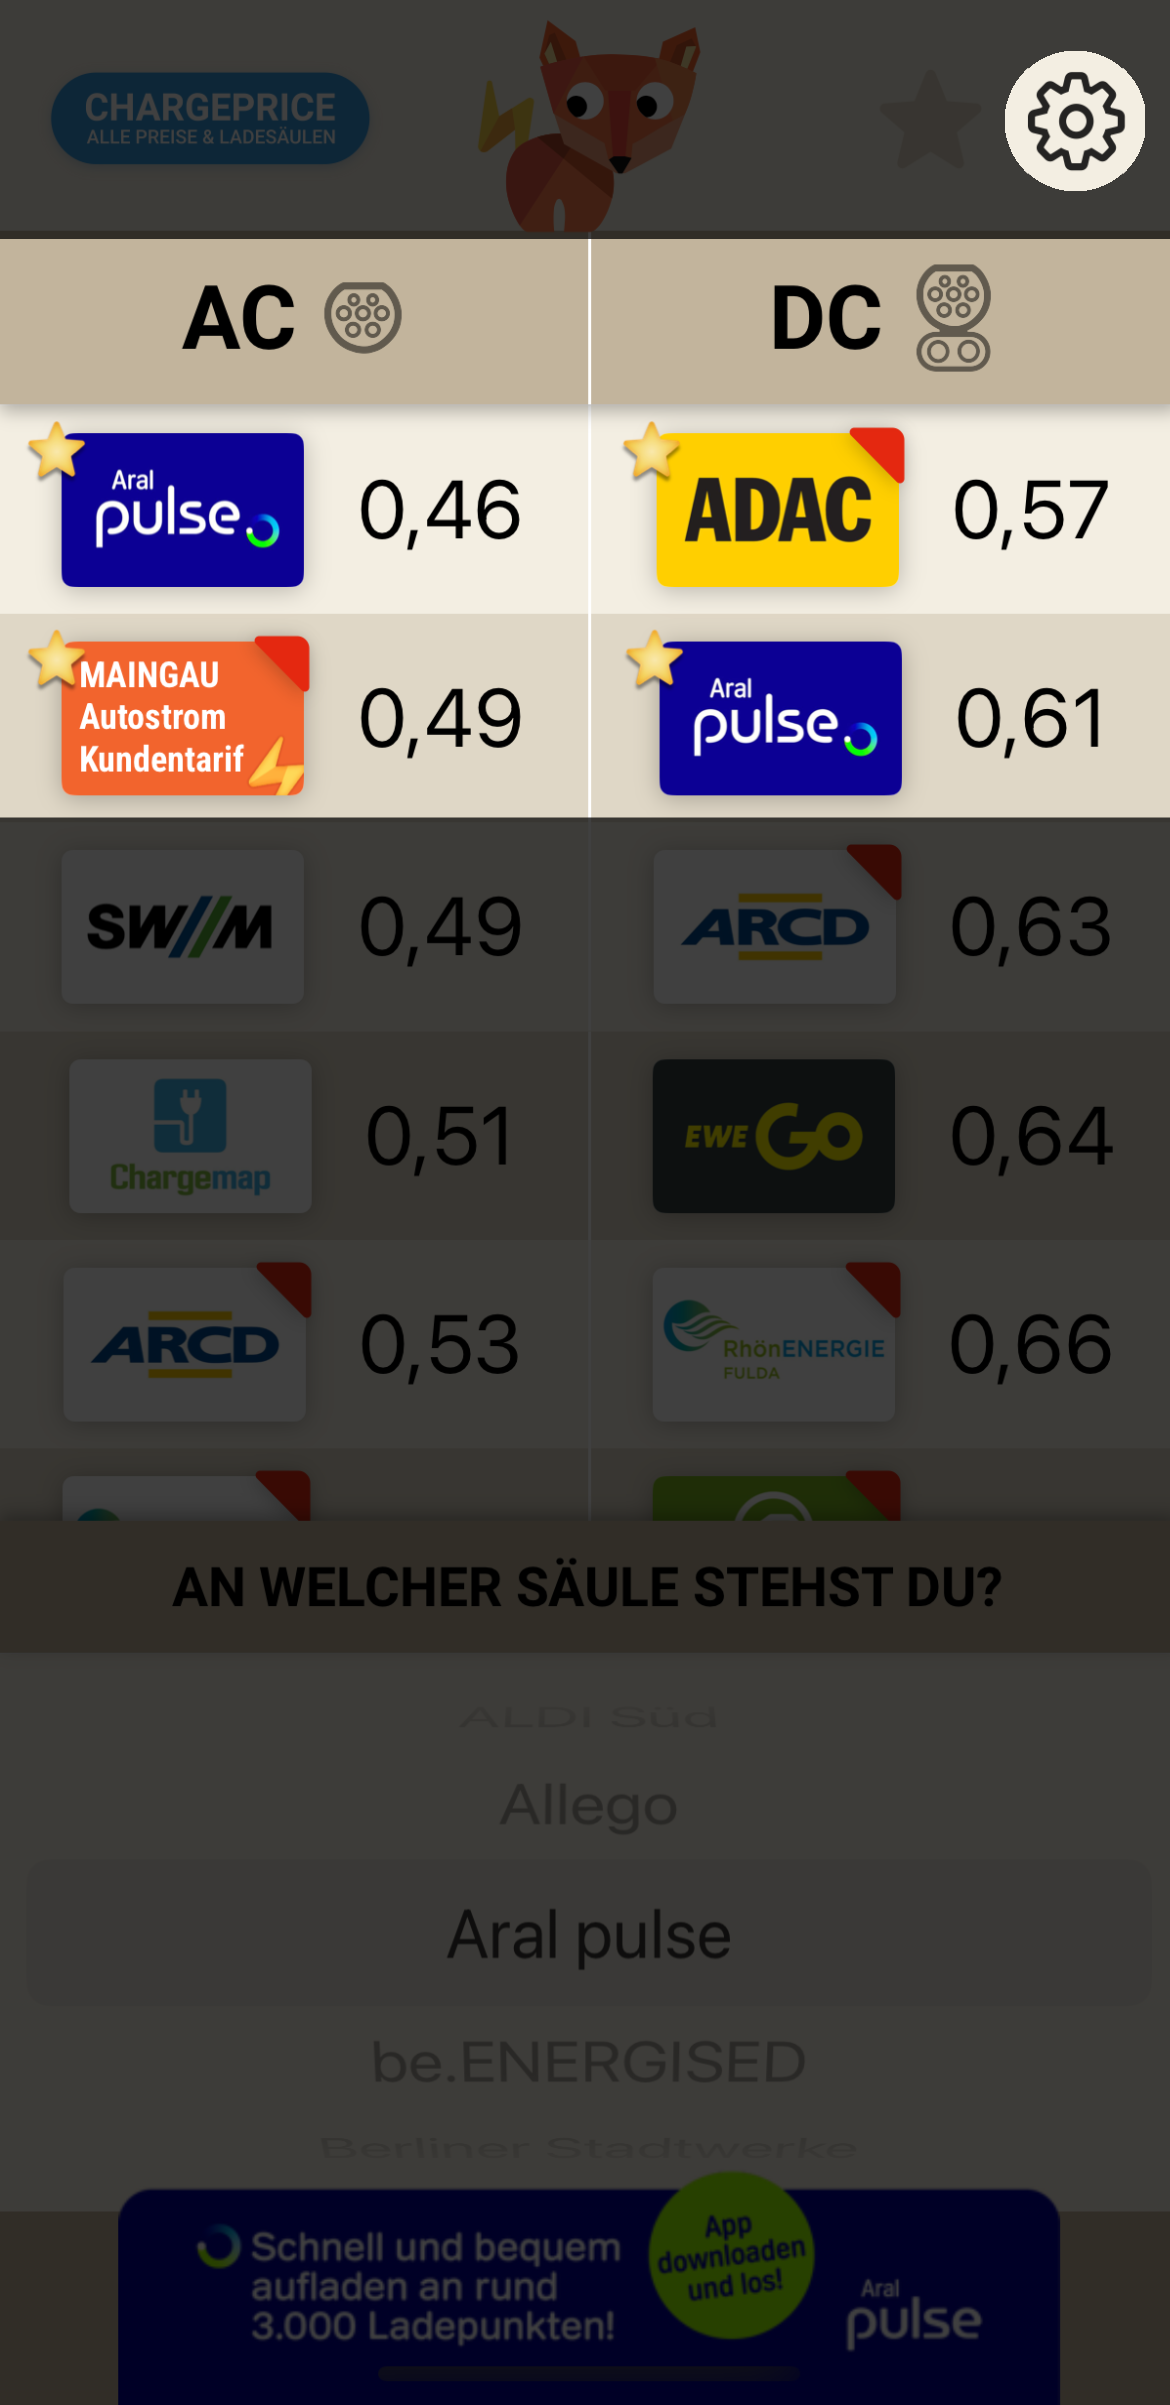 CHARGEPRICE
ALLE PREISE & LADESÄULEN
AC
DC
Aral
pulse
0,46
ADAC
0,57
MAINGAU
Autostrom
Kundentarif
0,49
Aral
pulse
0,61
SW//M
0,49
ARCD
0,63
Chargemap
0,51
EWE Go
0,64
ARCD
0,53
RhönENERGIE
FULDA
0,66
AN WELCHER SÄULE STEHST DU?
ALDI Süd
Allego
Aral pulse
be.ENERGISED
Berliner Stadtwerke
Schnell und bequem
aufladen an rund
3.000 Ladepunkten!
App
downloaden
und los!
Aral
pulse